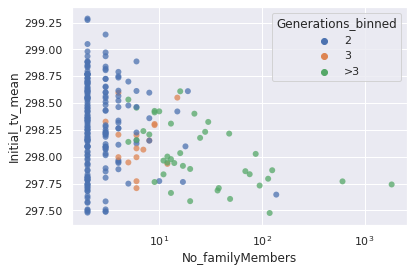 Generations_binned
2
3
>3
299.25
299.00
298.75
298.50
298.25
298.00
297.75
297.50
Initial_tv_mean
10¹ 10² 10³
No_familyMembers